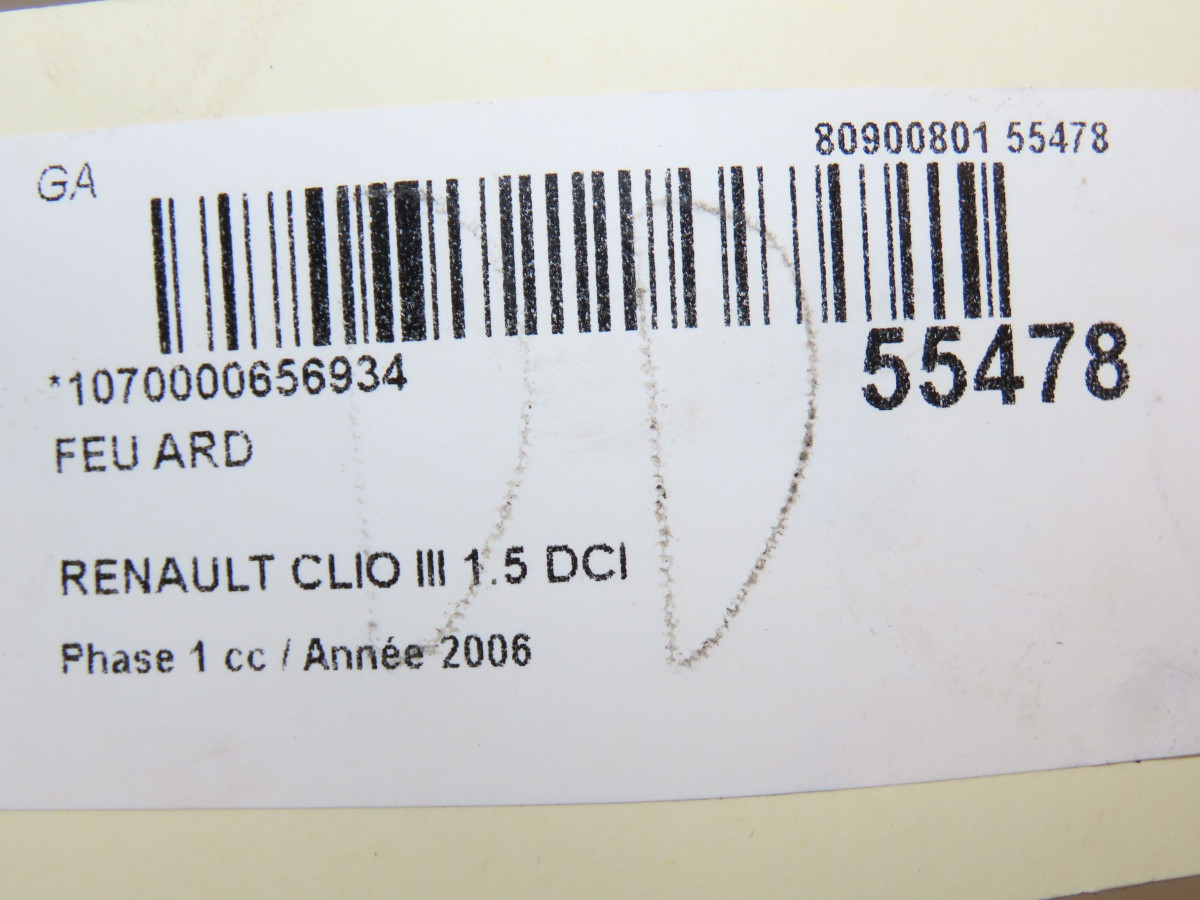 80900801 55478
GA
55478
*1070000656934
FEU ARD
RENAULT CLIO III 1.5 DCI
Phase 1 cc / Année 2006